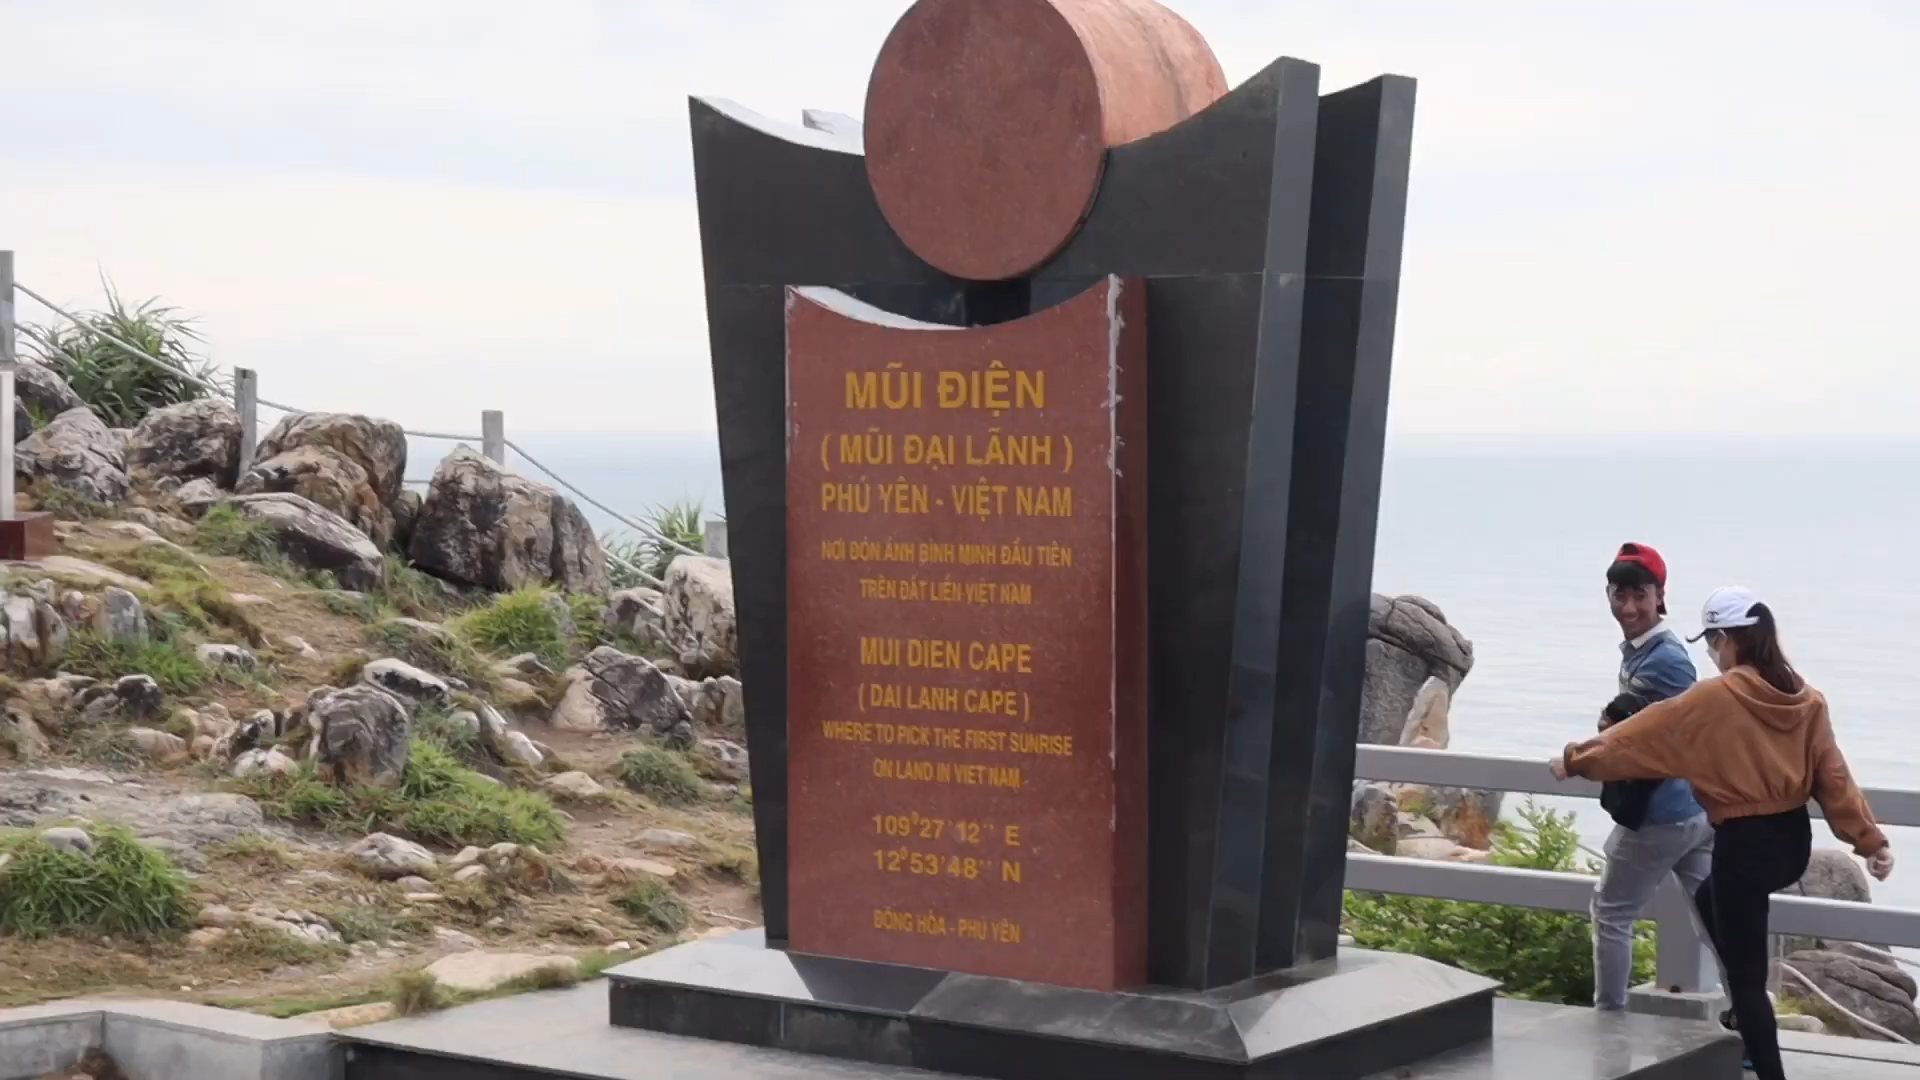 MŨI ĐIỆN
( MŨI ĐẠI LÃNH )
PHÚ YÊN - VIỆT NAM
NƠI ĐÓN ÁNH BÌNH MINH ĐẦU TIÊN
TRÊN ĐẤT LIỀN VIỆT NAM
MUI DIEN CAPE
( DAI LANH CAPE )
WHERE TO PICK THE FIRST SUNRISE
ON LAND IN VIET NAM
109°27'12'' E
12°53'48'' N
ĐÔNG HÒA - PHÚ YÊN